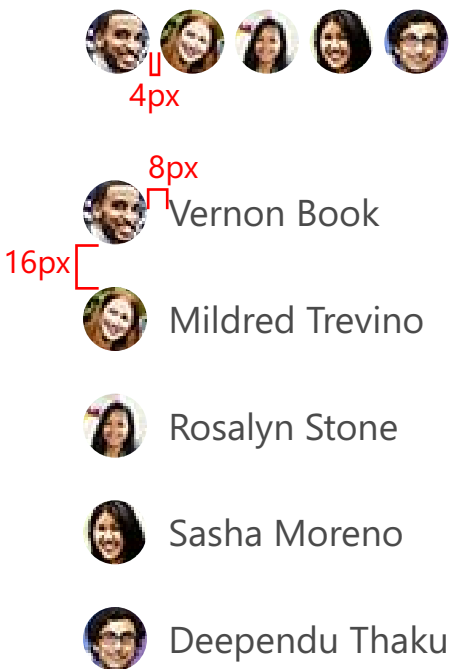 4px
8px
Vernon Book
16px
Mildred Trevino
Rosalyn Stone
Sasha Moreno
Deependu Thaku